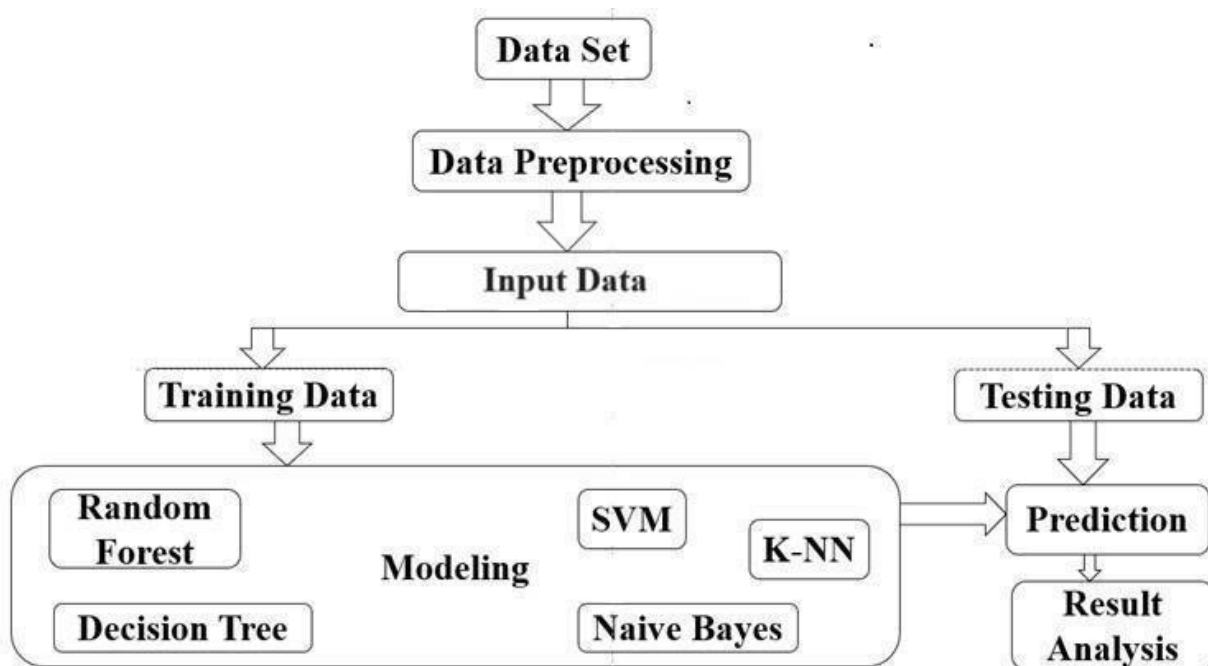 Data Set
Data Preprocessing
Input Data
Training Data
Testing Data
Random
Forest
SVM
K-NN
Modeling
Decision Tree
Naive Bayes
Prediction
Result
Analysis